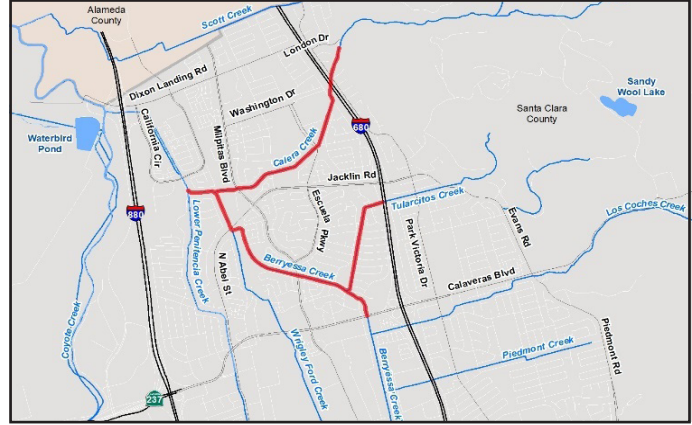 Alameda
County
Scott Creek
London Dr
Dixon Landing Rd
Washington Dr
Sandy
Wool Lake
Santa Clara
County
Waterbird
Pond
California Cir
Milpitas Blvd
Calera Creek
680
Jacklin Rd
Tularcitos Creek
Los Coches Creek
880
Lower Penitencia Creek
Escuela Pkwy
Evans Rd
Park Victoria Dr
N Abel St
Berryessa Creek
Calaveras Blvd
Coyote Creek
Wrigley Ford Creek
Berryessa Creek
Piedmont Creek
Piedmont Rd
237